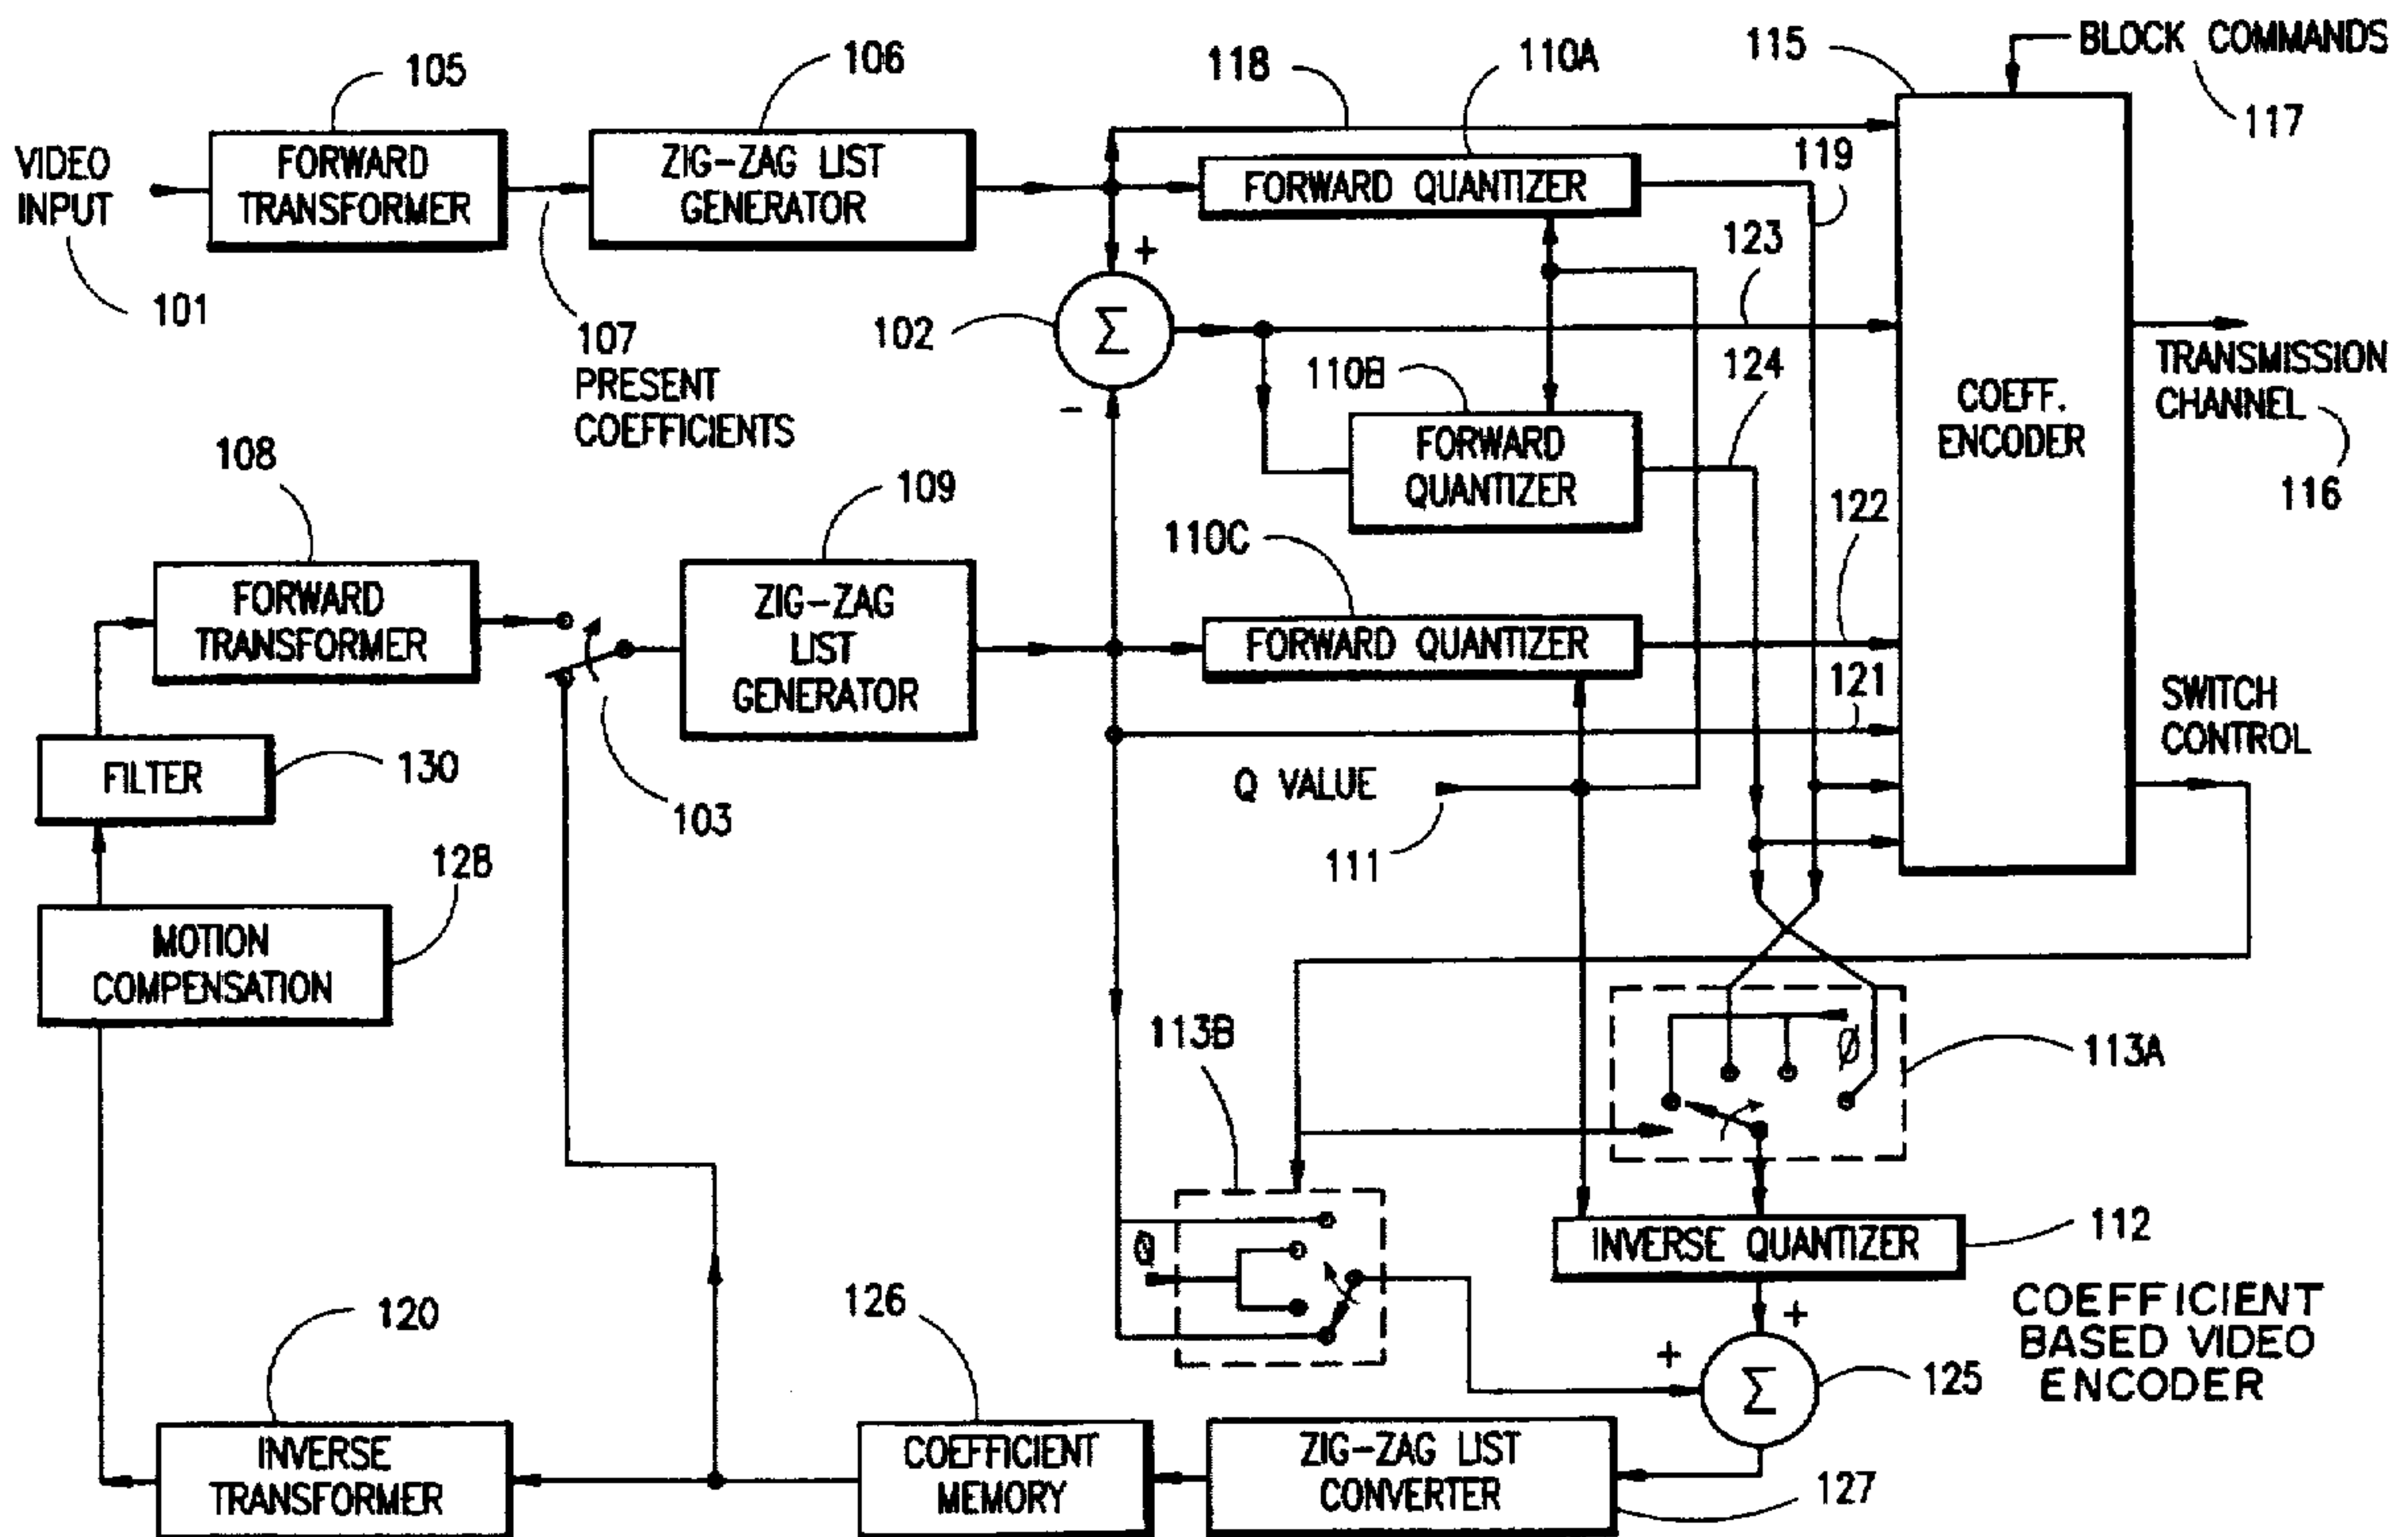 105
106
118
110A
115
BLOCK COMMANDS
117
VIDEO
INPUT
101
FORWARD
TRANSFORMER
ZIG-ZAG LIST
GENERATOR
FORWARD QUANTIZER
119
123
+
102
Σ
-
107
PRESENT
COEFFICIENTS
110B
124
FORWARD
QUANTIZER
COEFF.
ENCODER
TRANSMISSION
CHANNEL
116
108
109
110C
122
FORWARD
TRANSFORMER
ZIG-ZAG
LIST
GENERATOR
FORWARD QUANTIZER
121
SWITCH
CONTROL
FILTER
130
103
Q VALUE
111
128
MOTION
COMPENSATION
113B
Ø
113A
Ø
INVERSE QUANTIZER
112
COEFFICIENT
BASED VIDEO
ENCODER
120
126
+
+
Σ
125
INVERSE
TRANSFORMER
COEFFICIENT
MEMORY
ZIG-ZAG LIST
CONVERTER
127